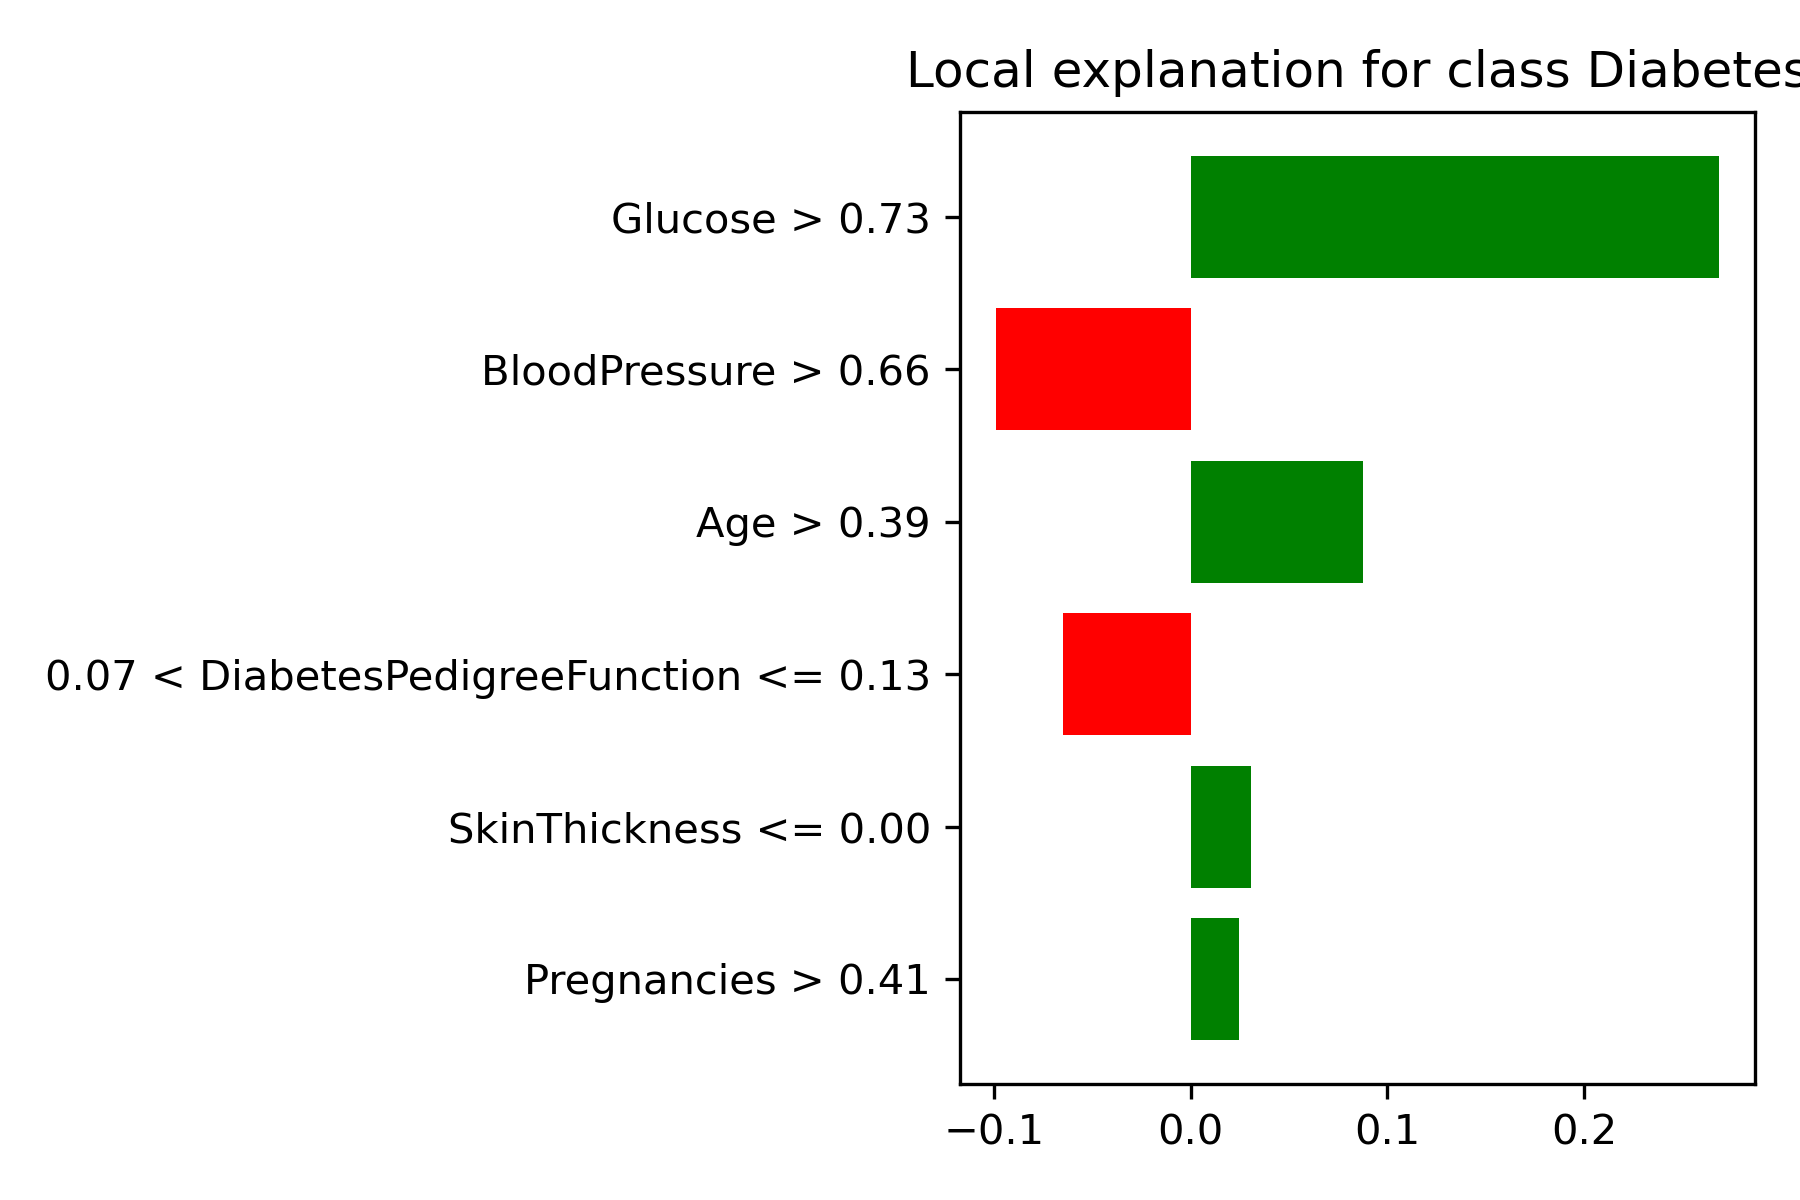 Local explanation for class Diabetes
Glucose > 0.73
BloodPressure > 0.66
Age > 0.39
0.07 < DiabetesPedigreeFunction <= 0.13
SkinThickness <= 0.00
Pregnancies > 0.41
−0.1 0.0 0.1 0.2